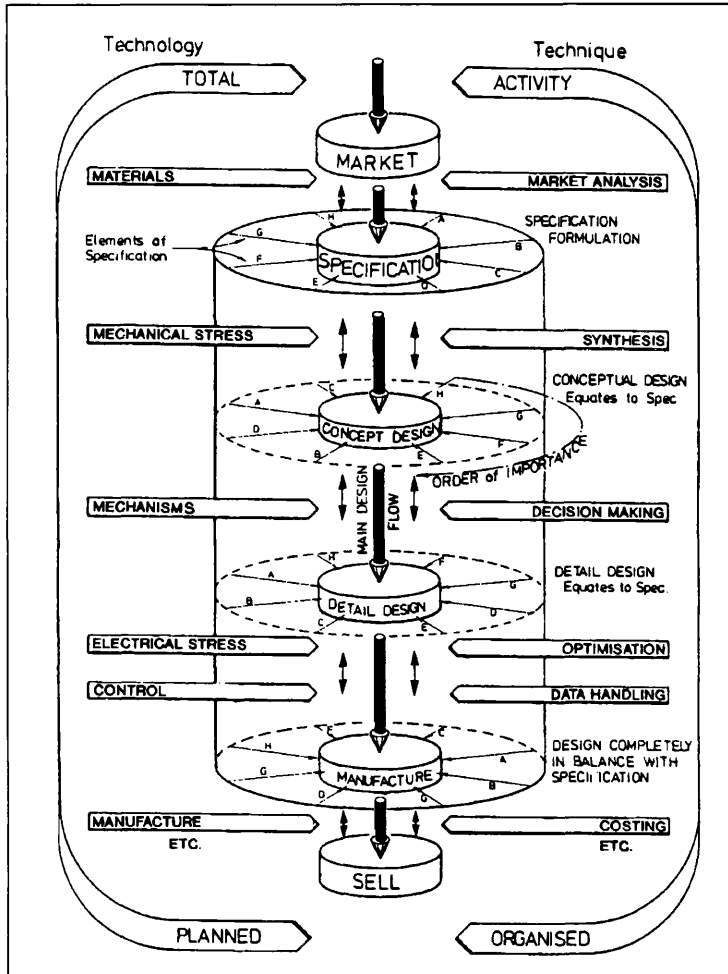 Technology
Technique
TOTAL
ACTIVITY
MARKET
MATERIALS
MARKET ANALYSIS
H
A
G
B
Elements of
Specification
SPECIFICATION
FORMULATION
F
C
SPECIFICATION
E
D
MECHANICAL STRESS
SYNTHESIS
CONCEPTUAL DESIGN
Equates to Spec
C
H
A
G
D
F
CONCEPT DESIGN
B
E
ORDER of IMPORTANCE
MECHANISMS
MAIN DESIGN
FLOW
DECISION MAKING
H
F
A
G
DETAIL DESIGN
Equates to Spec.
B
D
DETAIL DESIGN
C
E
ELECTRICAL STRESS
OPTIMISATION
CONTROL
DATA HANDLING
C
H
A
G
B
DESIGN COMPLETELY
IN BALANCE WITH
SPECIFICATION
MANUFACTURE
D
G
MANUFACTURE
ETC.
COSTING
ETC.
SELL
PLANNED
ORGANISED